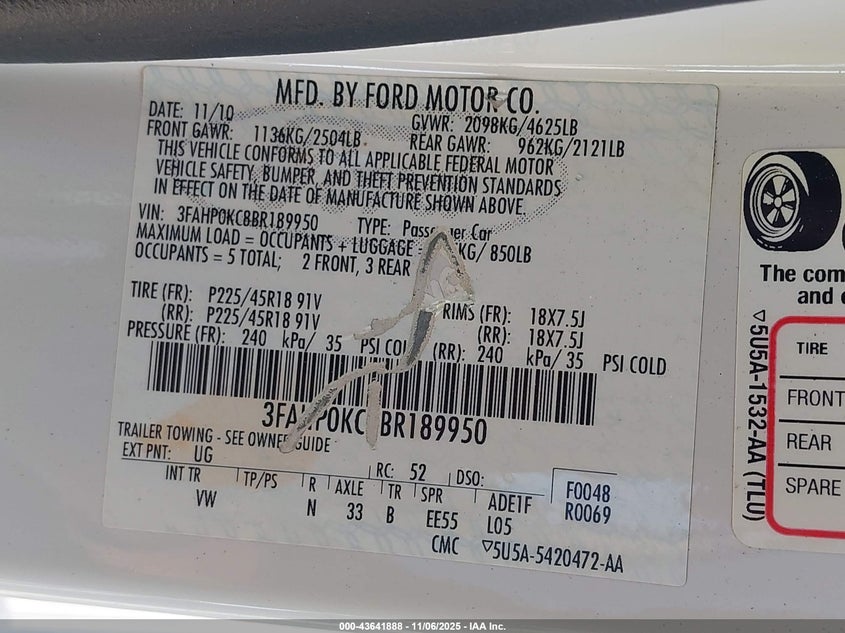 MFD. BY FORD MOTOR CO.
DATE: 11/10 GVWR: 2098KG/4625LB
FRONT GAWR: 1136KG/2504LB REAR GAWR: 962KG/2121LB
THIS VEHICLE CONFORMS TO ALL APPLICABLE FEDERAL MOTOR
VEHICLE SAFETY, BUMPER, AND THEFT PREVENTION STANDARDS
IN EFFECT ON THE DATE OF MANUFACTURE SHOWN ABOVE.
VIN: 3FAHP0KC8BR189950 TYPE: Passenger Car
MAXIMUM LOAD = OCCUPANTS + LUGGAGE KG/ 850LB
OCCUPANTS = 5 TOTAL; 2 FRONT, 3 REAR
TIRE (FR): P225/45R18 91V RIMS (FR): 18X7.5J
(RR): P225/45R18 91V (RR): 18X7.5J
PRESSURE (FR): 240 kPa/ 35 PSI COLD (RR): 240 kPa/ 35 PSI COLD
3FAHP0KC BR189950
TRAILER TOWING - SEE OWNER GUIDE
EXT PNT: UG RC: 52 DSO:
INT TR TP/PS R AXLE TR SPR ADE1F F0048
VW N 33 B EE55 L05 R0069
CMC ▽5U5A-5420472-AA
The com
and
▽5U5A-1532-AA (TLU)
TIRE
FRONT
REAR
SPARE
000-43641888 - 11/06/2025 - IAA Inc.